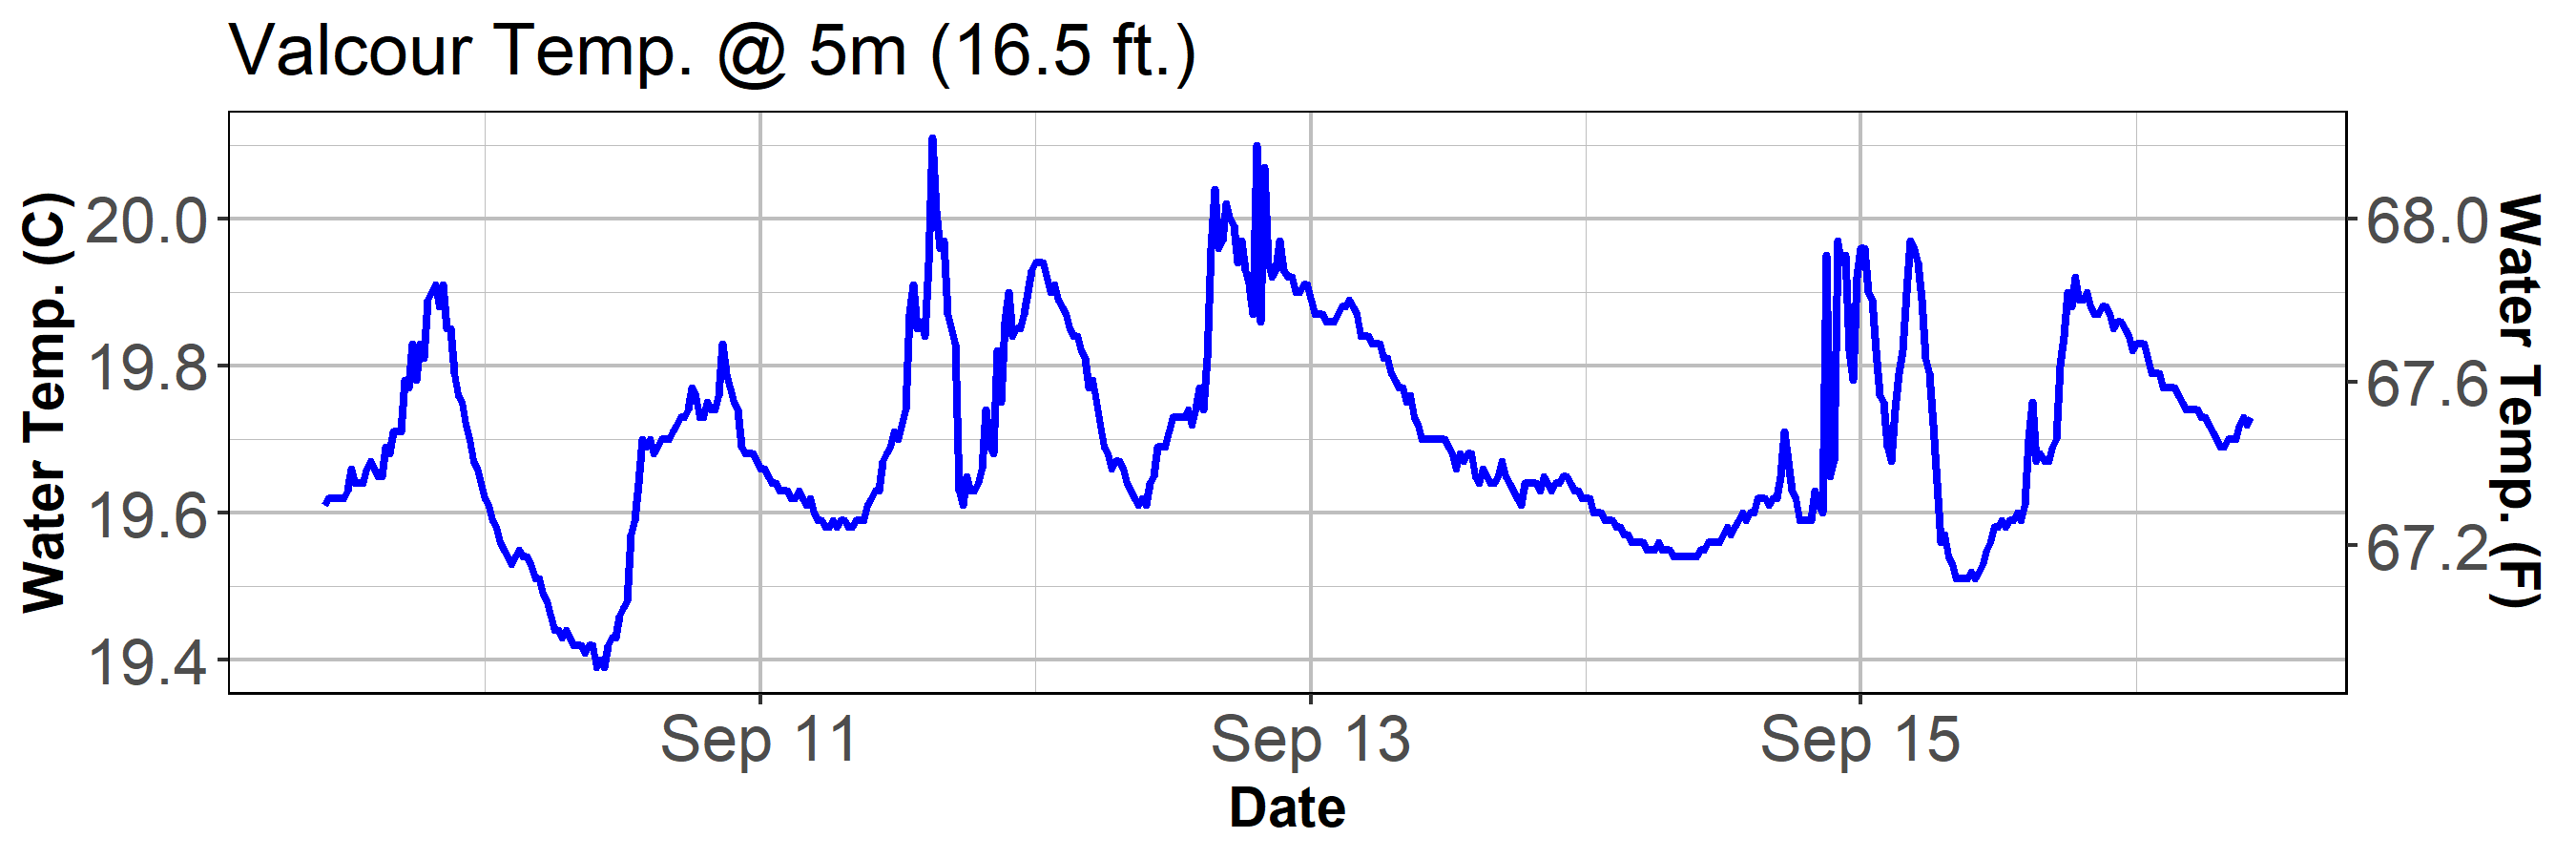 Valcour Temp. @ 5m (16.5 ft.)
Water Temp. (C)
20.0
19.8
19.6
19.4
68.0
67.6
67.2
Water Temp. (F)
Sep 11 Sep 13 Sep 15
Date